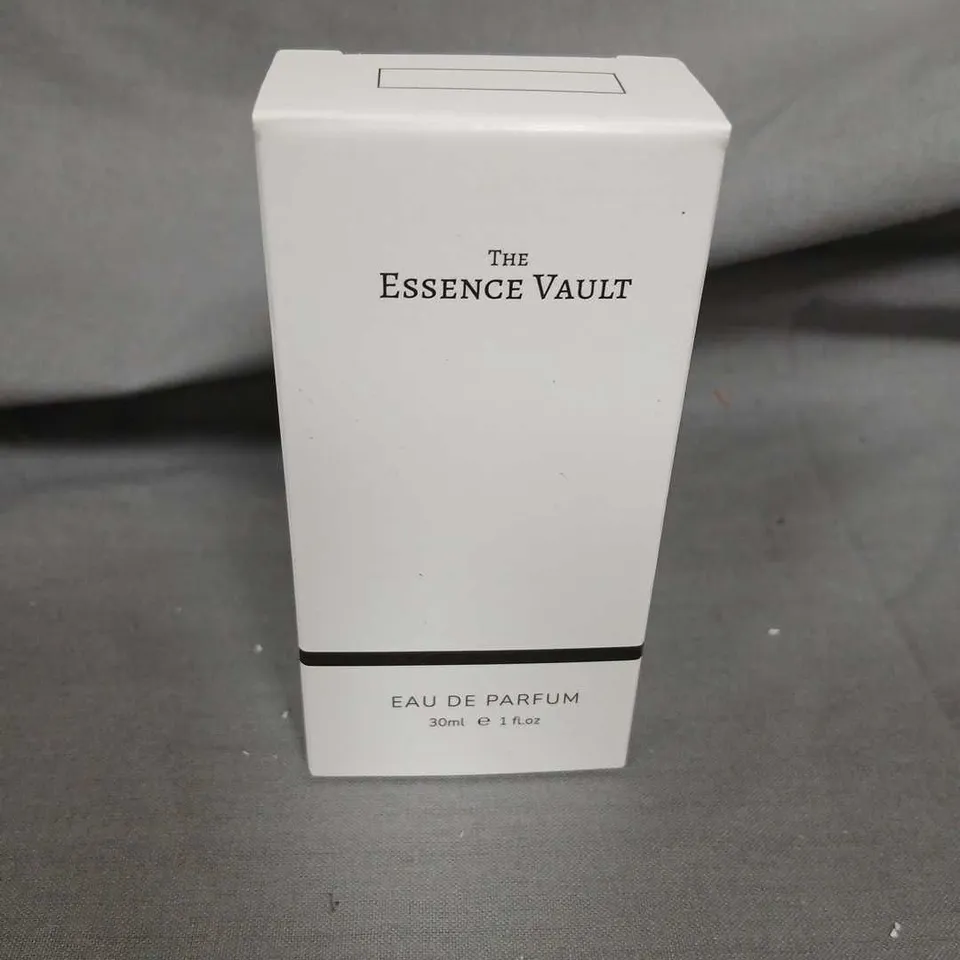 THE
ESSENCE VAULT
EAU DE PARFUM
30ml ℮ 1 fl.oz